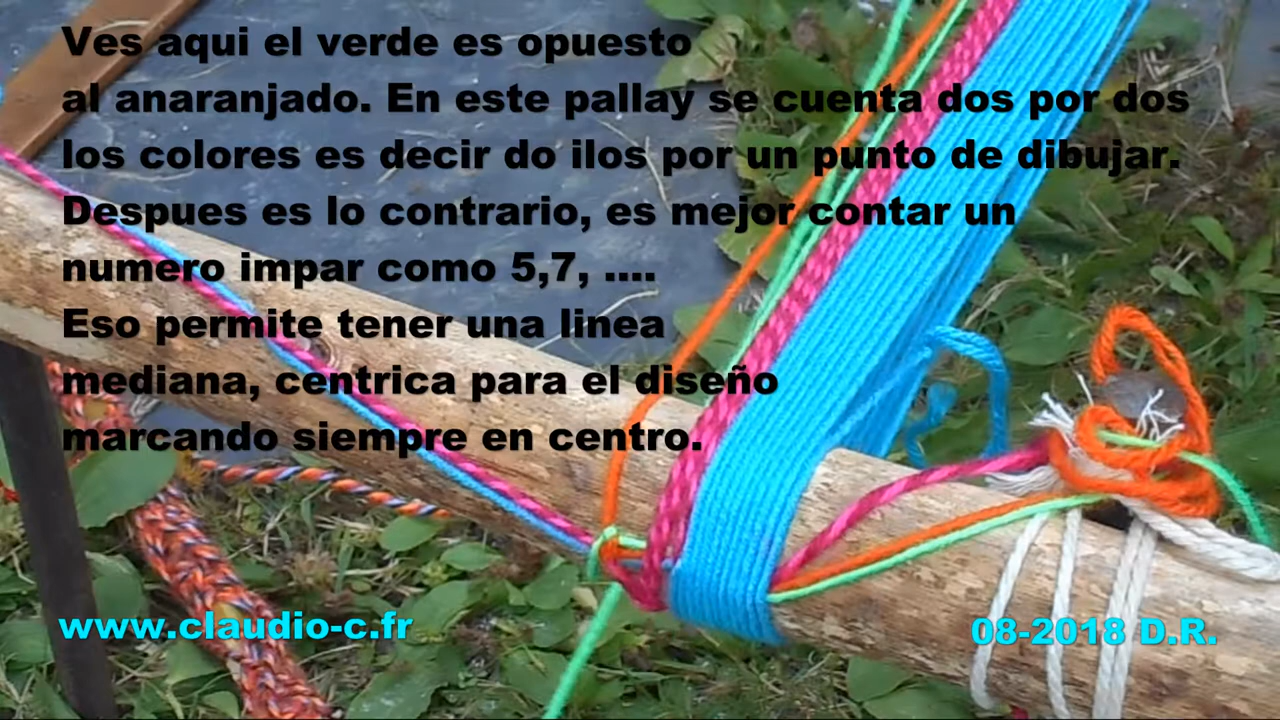 Ves aqui el verde es opuesto
al anaranjado. En este pallay se cuenta dos por dos
los colores es decir do ilos por un punto de dibujar.
Despues es lo contrario, es mejor contar un
numero impar como 5,7, ....
Eso permite tener una linea
mediana, centrica para el diseño
marcando siempre en centro.
www.claudio-c.fr
08-2018 D.R.